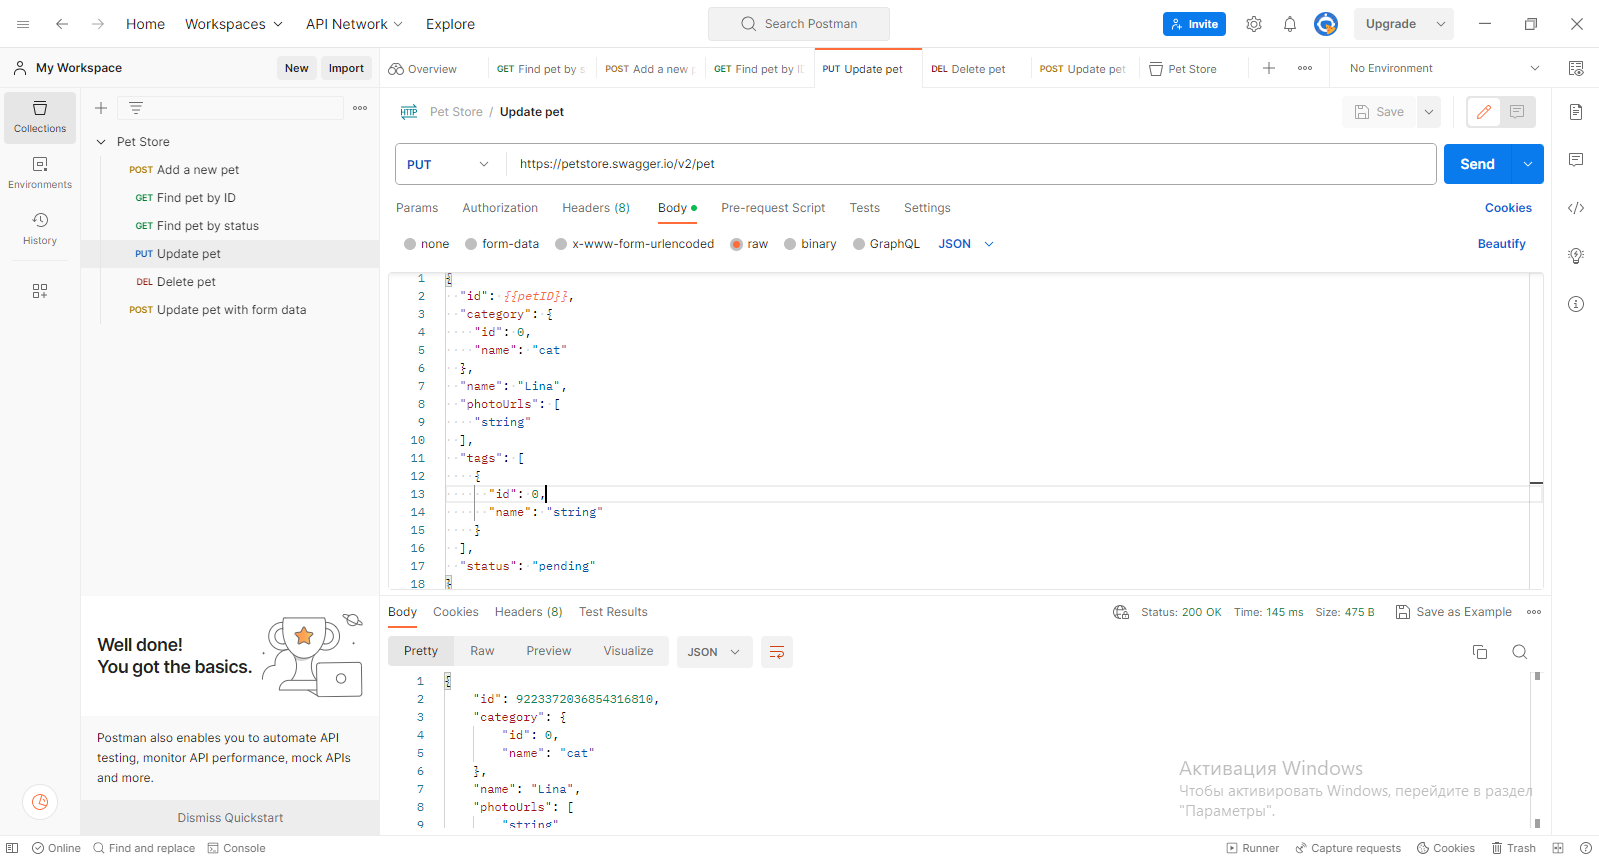 Home Workspaces API Network Explore Search Postman Invite Upgrade
My Workspace New Import Overview GET Find pet by s POST Add a new p GET Find pet by ID PUT Update pet DEL Delete pet POST Update pet Pet Store No Environment
Collections
Environments
History
Pet Store
POST Add a new pet
GET Find pet by ID
GET Find pet by status
PUT Update pet
DEL Delete pet
POST Update pet with form data
HTTP Pet Store / Update pet Save
PUT https://petstore.swagger.io/v2/pet Send
Params Authorization Headers (8) Body Pre-request Script Tests Settings Cookies
none form-data x-www-form-urlencoded raw binary GraphQL JSON Beautify
1 {
2 "id": {{petID}},
3 "category": {
4 "id": 0,
5 "name": "cat"
6 },
7 "name": "Lina",
8 "photoUrls": [
9 "string"
10 ],
11 "tags": [
12 {
13 "id": 0,
14 "name": "string"
15 }
16 ],
17 "status": "pending"
18 }
Well done!
You got the basics.
Postman also enables you to automate API
testing, monitor API performance, mock APIs
and more.
Dismiss Quickstart
Body Cookies Headers (8) Test Results Status: 200 OK Time: 145 ms Size: 475 B Save as Example
Pretty Raw Preview Visualize JSON
1 {
2 "id": 9223372036854316810,
3 "category": {
4 "id": 0,
5 "name": "cat"
6 },
7 "name": "Lina",
8 "photoUrls": [
9 "string"
Активация Windows
Чтобы активировать Windows, перейдите в раздел
"Параметры".
Online Find and replace Console Runner Capture requests Cookies Trash